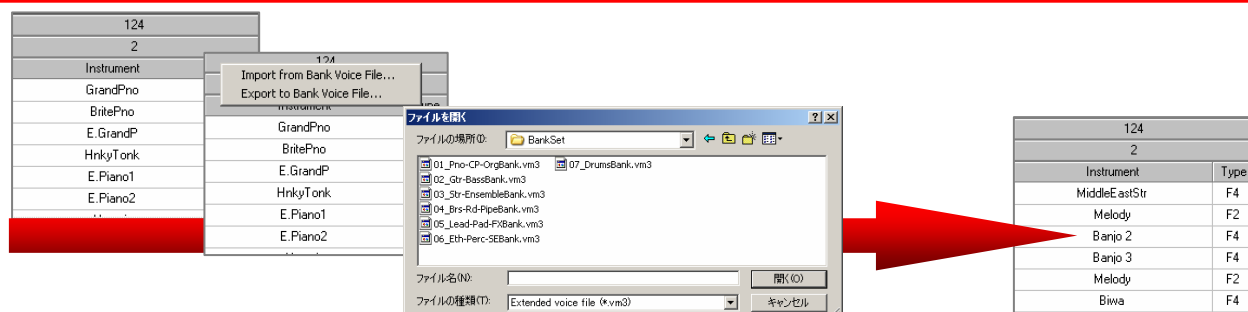 124
2
Instrument
GrandPno
BritePno
E.GrandP
HnkyTonk
E.Piano1
E.Piano2
124
Import from Bank Voice File...
Export to Bank Voice File...
Instrument
GrandPno
BritePno
E.GrandP
HnkyTonk
E.Piano1
E.Piano2
ファイルを開く
ファイルの場所(I):
BankSet
01_Pno-CP-OrgBank.vm3
07_DrumsBank.vm3
02_Gtr-BassBank.vm3
03_Str-EnsembleBank.vm3
04_Brs-Rd-PipeBank.vm3
05_Lead-Pad-FXBank.vm3
06_Eth-Perc-SEBank.vm3
ファイル名(N):
開く(O)
ファイルの種類(T):
Extended voice file (*.vm3)
キャンセル
124
2
Instrument Type
MiddleEastStr F4
Melody F2
Banjo 2 F4
Banjo 3 F4
Melody F2
Biwa F4